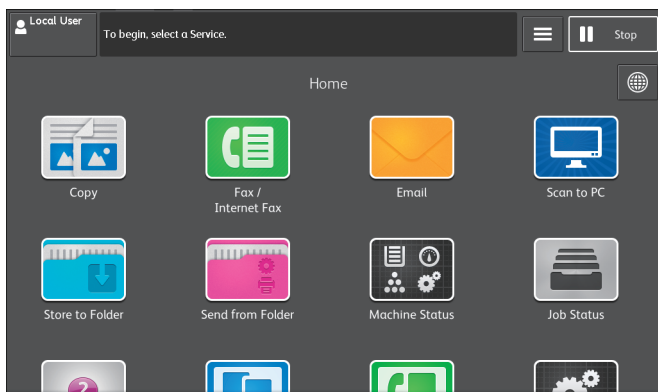 Local User
To begin, select a Service.
Stop
Home
Copy
Fax /
Internet Fax
Email
Scan to PC
Store to Folder
Send from Folder
Machine Status
Job Status
?